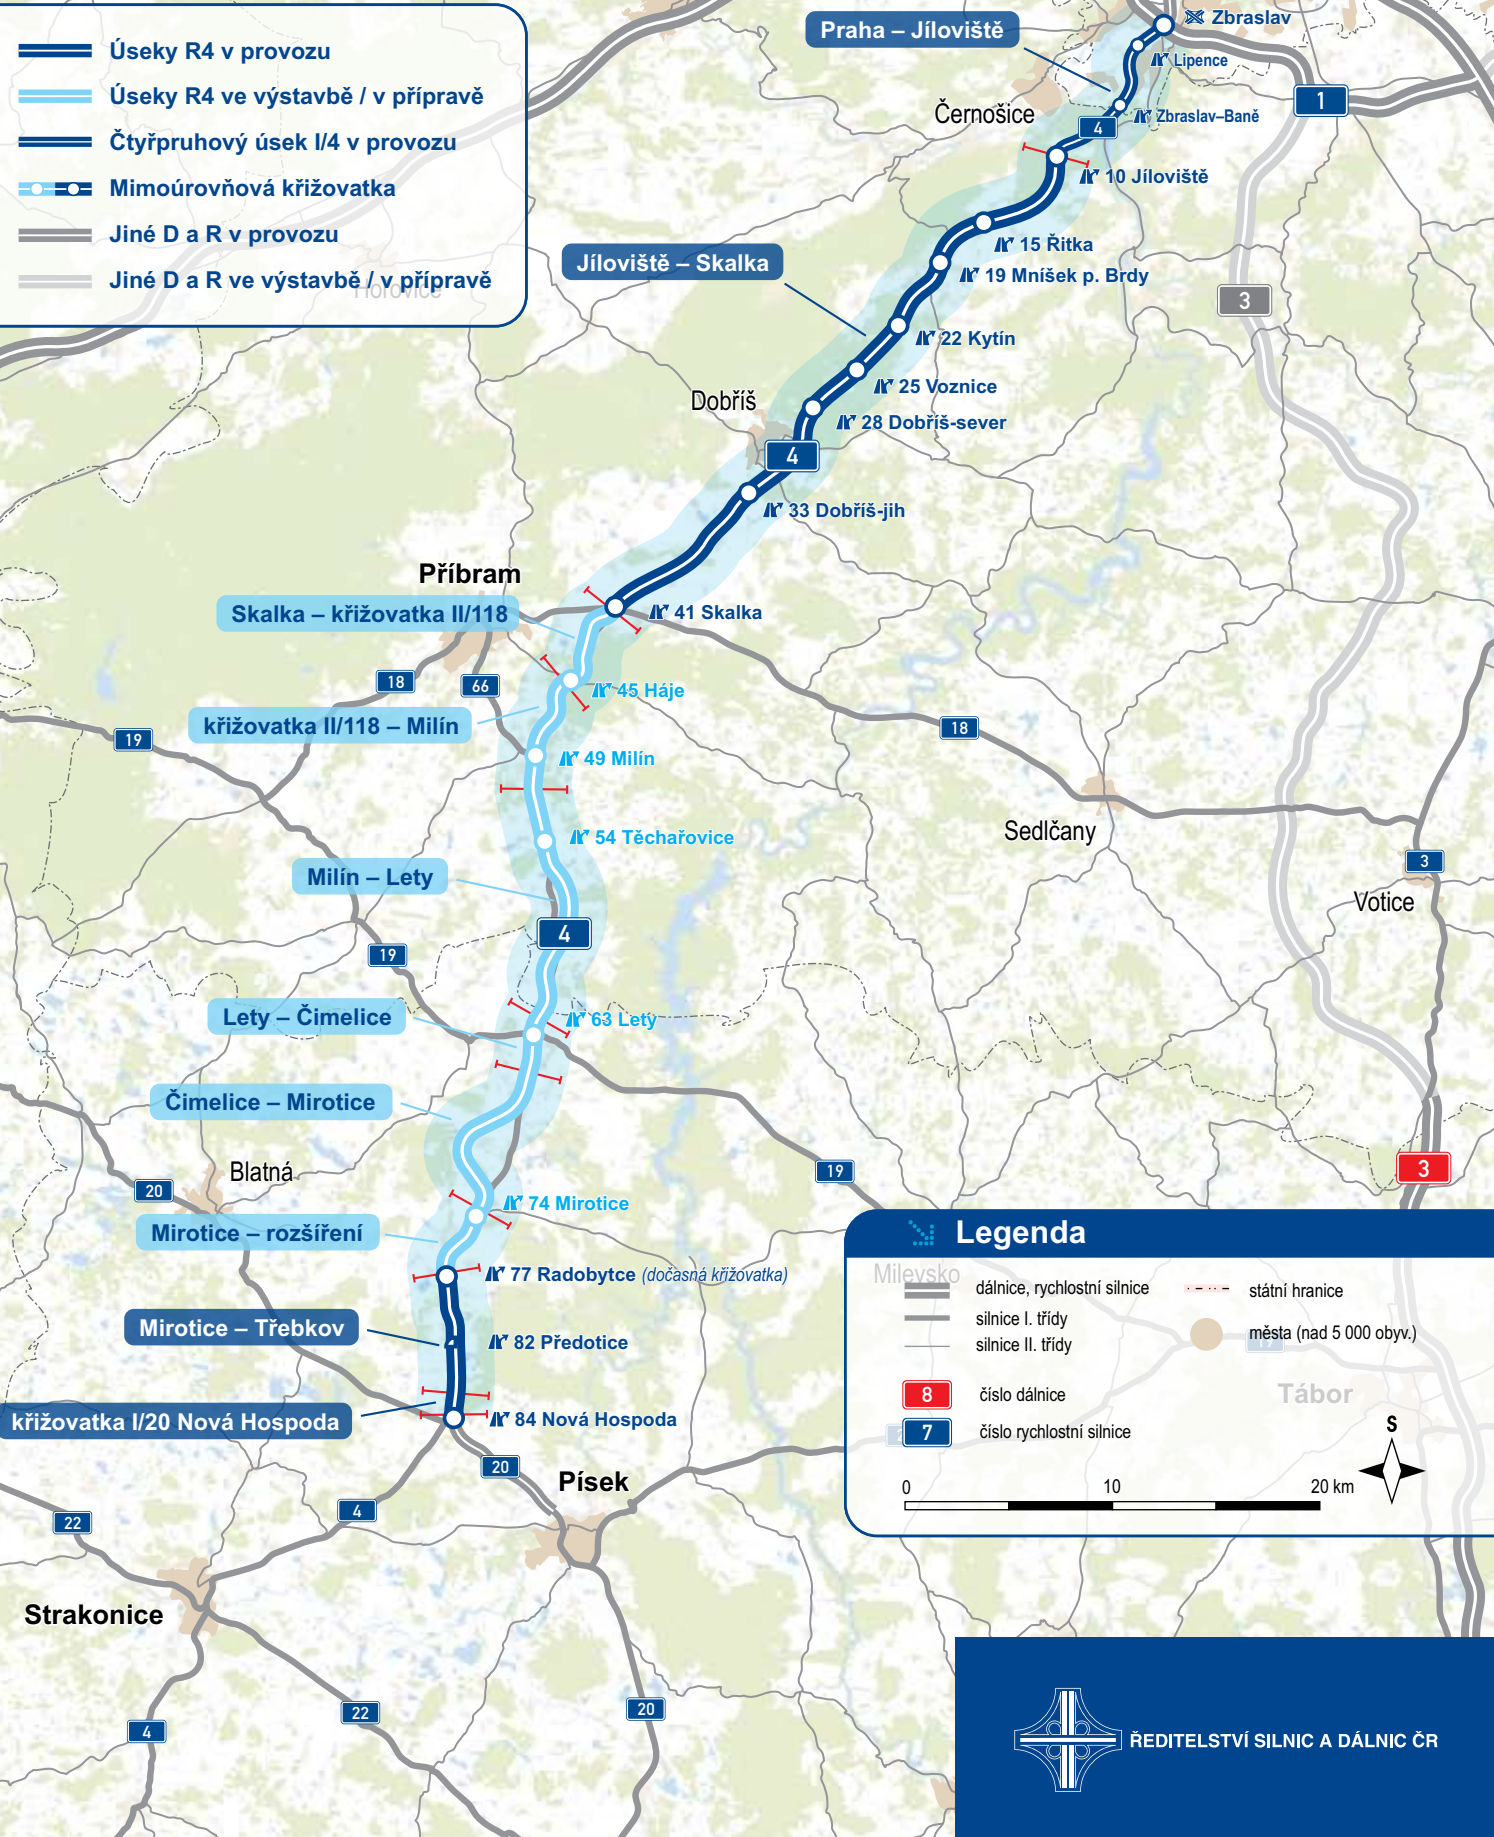 Úseky R4 v provozu
Úseky R4 ve výstavbě / v přípravě
Čtyřpruhový úsek I/4 v provozu
Mimoúrovňová křižovatka
Jiné D a R v provozu
Jiné D a R ve výstavbě / v přípravě
Hořovice
Praha – Jíloviště
Zbraslav
Lipence
1
Černošice
Zbraslav–Baně
4
10 Jíloviště
15 Řitka
Jíloviště – Skalka
19 Mníšek p. Brdy
3
22 Kytín
25 Voznice
Dobříš
28 Dobříš-sever
4
33 Dobříš-jih
Příbram
Skalka – křižovatka II/118
41 Skalka
18
66
45 Háje
křižovatka II/118 – Milín
19
18
49 Milín
Sedlčany
54 Těchařovice
3
Milín – Lety
Votice
4
19
Lety – Čimelice
63 Lety
Čimelice – Mirotice
Blatná
20
19
3
74 Mirotice
Mirotice – rozšíření
77 Radobytce (dočasná křižovatka)
Mirotice – Třebkov
82 Předotice
křižovatka I/20 Nová Hospoda
84 Nová Hospoda
20
Písek
4
22
Strakonice
4
22
20
Legenda
Milevsko
dálnice, rychlostní silnice
státní hranice
silnice I. třídy
silnice II. třídy
města (nad 5 000 obyv.)
8
číslo dálnice
Tábor
7
číslo rychlostní silnice
S
0
10
20 km
ŘEDITELSTVÍ SILNIC A DÁLNIC ČR